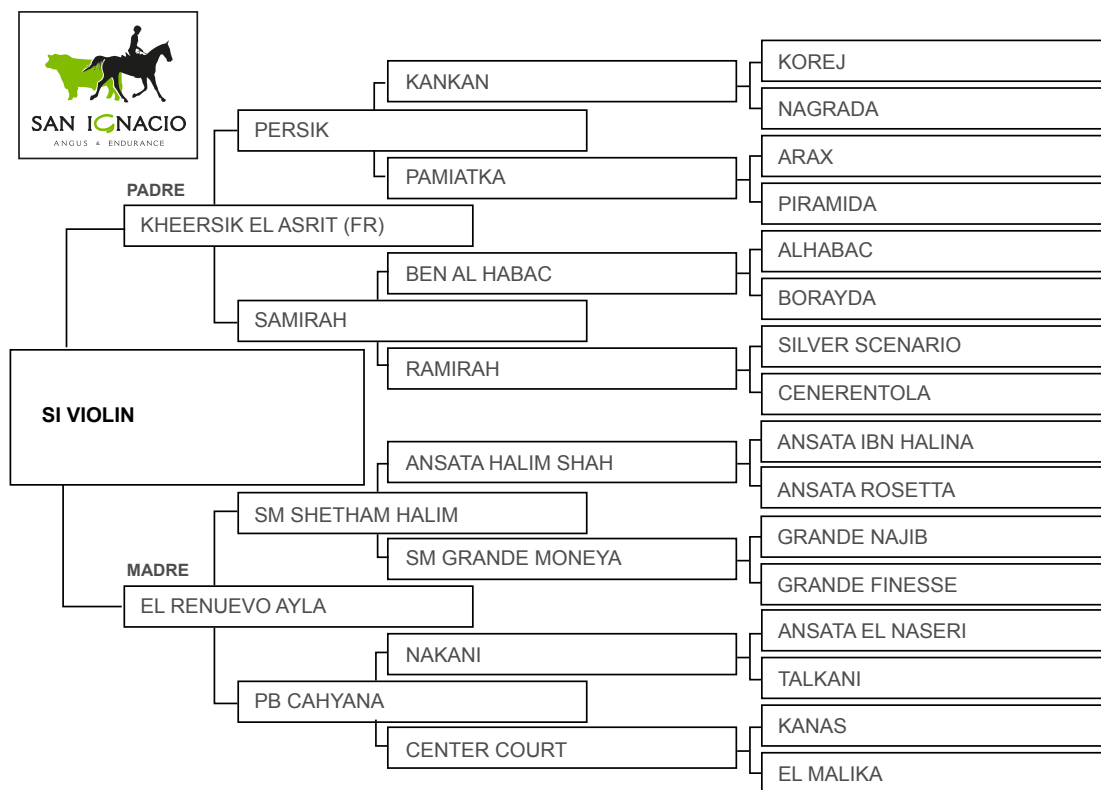 SAN IGNACIO
ANGUS & ENDURANCE
KOREJ
KANKAN
NAGRADA
PERSIK
ARAX
PAMIATKA
PIRAMIDA
PADRE
KHEERSIK EL ASRIT (FR)
ALHABAC
BEN AL HABAC
BORAYDA
SAMIRAH
SILVER SCENARIO
RAMIRAH
CENERENTOLA
SI VIOLIN
ANSATA IBN HALINA
ANSATA HALIM SHAH
ANSATA ROSETTA
SM SHETHAM HALIM
GRANDE NAJIB
SM GRANDE MONEYA
GRANDE FINESSE
MADRE
EL RENUEVO AYLA
ANSATA EL NASERI
NAKANI
TALKANI
PB CAHYANA
KANAS
CENTER COURT
EL MALIKA